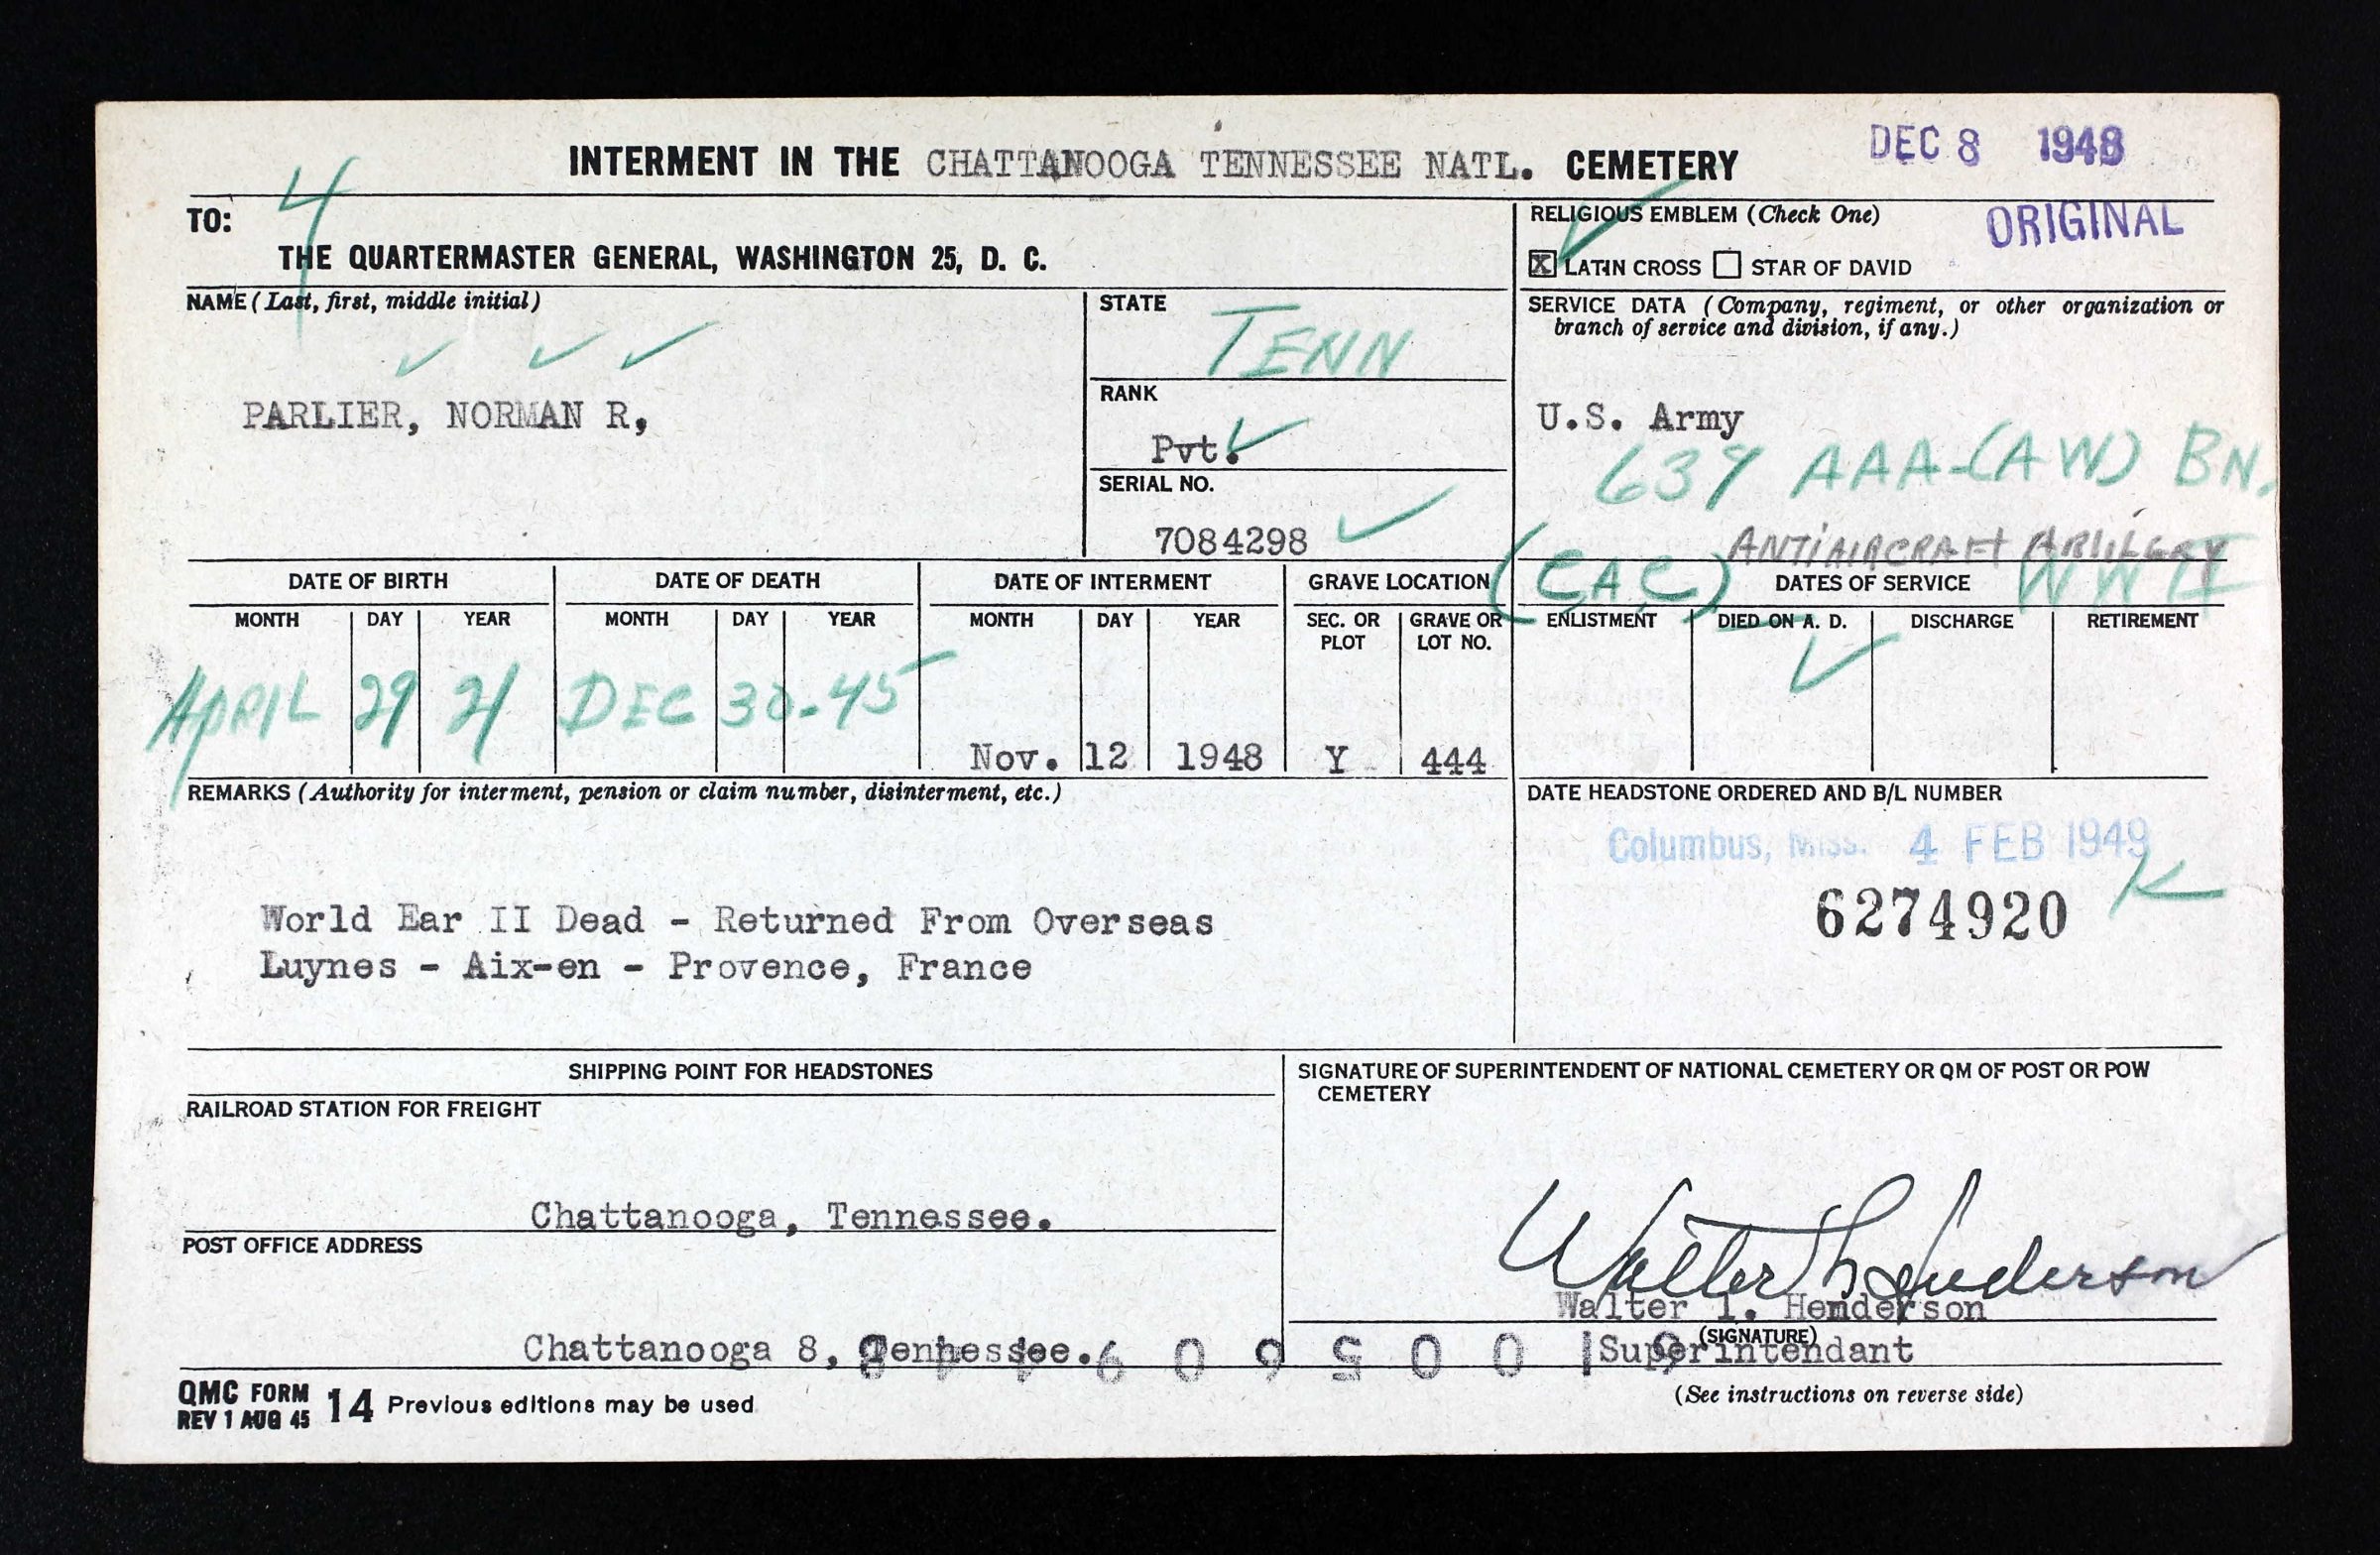 INTERMENT IN THE CHATTANOOGA TENNESSEE NATL. CEMETERY
DEC 8 1948
ORIGINAL
4
TO:
THE QUARTERMASTER GENERAL, WASHINGTON 25, D. C.
RELIGIOUS EMBLEM (Check One)
X LATIN CROSS STAR OF DAVID
NAME (Last, first, middle initial)
PARLIER, NORMAN R,
STATE
TENN
RANK
Pvt.
SERIAL NO.
7084298
SERVICE DATA (Company, regiment, or other organization or
branch of service and division, if any.)
U.S. Army
639 AAA-(AW) BN.
ANTIAIRCRAFT ARTILLERY
(CAC)
WW II
DATE OF BIRTH
MONTH DAY YEAR
APRIL 29 21
DATE OF DEATH
MONTH DAY YEAR
DEC 30-45
DATE OF INTERMENT
MONTH DAY YEAR
Nov. 12 1948
GRAVE LOCATION
SEC. OR PLOT
GRAVE OR LOT NO.
Y 444
DATES OF SERVICE
ENLISTMENT DIED ON A. D. DISCHARGE RETIREMENT
REMARKS (Authority for interment, pension or claim number, disinterment, etc.)
World Ear II Dead - Returned From Overseas
Luynes - Aix-en - Provence, France
DATE HEADSTONE ORDERED AND B/L NUMBER
Columbus, Miss. 4 FEB 1949
K
6274920
SHIPPING POINT FOR HEADSTONES
RAILROAD STATION FOR FREIGHT
Chattanooga, Tennessee.
POST OFFICE ADDRESS
Chattanooga 8, Tennessee.
SIGNATURE OF SUPERINTENDENT OF NATIONAL CEMETERY OR QM OF POST OR POW
CEMETERY
Walter I. Henderson
Walter I. Henderson
(SIGNATURE)
Superintendant
QMC FORM 14 Previous editions may be used
REV 1 AUG 45
(See instructions on reverse side)